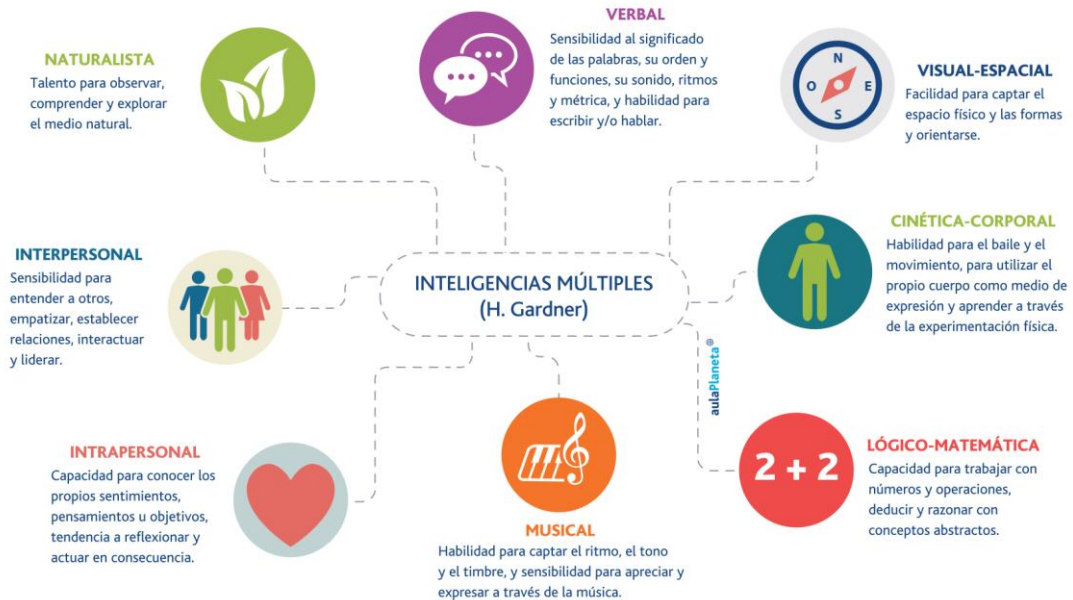 NATURALISTA
Talento para observar,
comprender y explorar
el medio natural.
VERBAL
Sensibilidad al significado
de las palabras, su orden y
funciones, su sonido, ritmos
y métrica, y habilidad para
escribir y/o hablar.
N
O
E
S
VISUAL-ESPACIAL
Facilidad para captar el
espacio físico y las formas
y orientarse.
INTERPERSONAL
Sensibilidad para
entender a otros,
empatizar, establecer
relaciones, interactuar
y liderar.
INTELIGENCIAS MÚLTIPLES
(H. Gardner)
CINÉTICA-CORPORAL
Habilidad para el baile y el
movimiento, para utilizar el
propio cuerpo como medio de
expresión y aprender a través
de la experimentación física.
aulaPlaneta@
INTRAPERSONAL
Capacidad para conocer los
propios sentimientos,
pensamientos u objetivos,
tendencia a reflexionar y
actuar en consecuencia.
MUSICAL
Habilidad para captar el ritmo, el tono
y el timbre, y sensibilidad para apreciar y
expresar a través de la música.
2 + 2
LÓGICO-MATEMÁTICA
Capacidad para trabajar con
números y operaciones,
deducir y razonar con
conceptos abstractos.